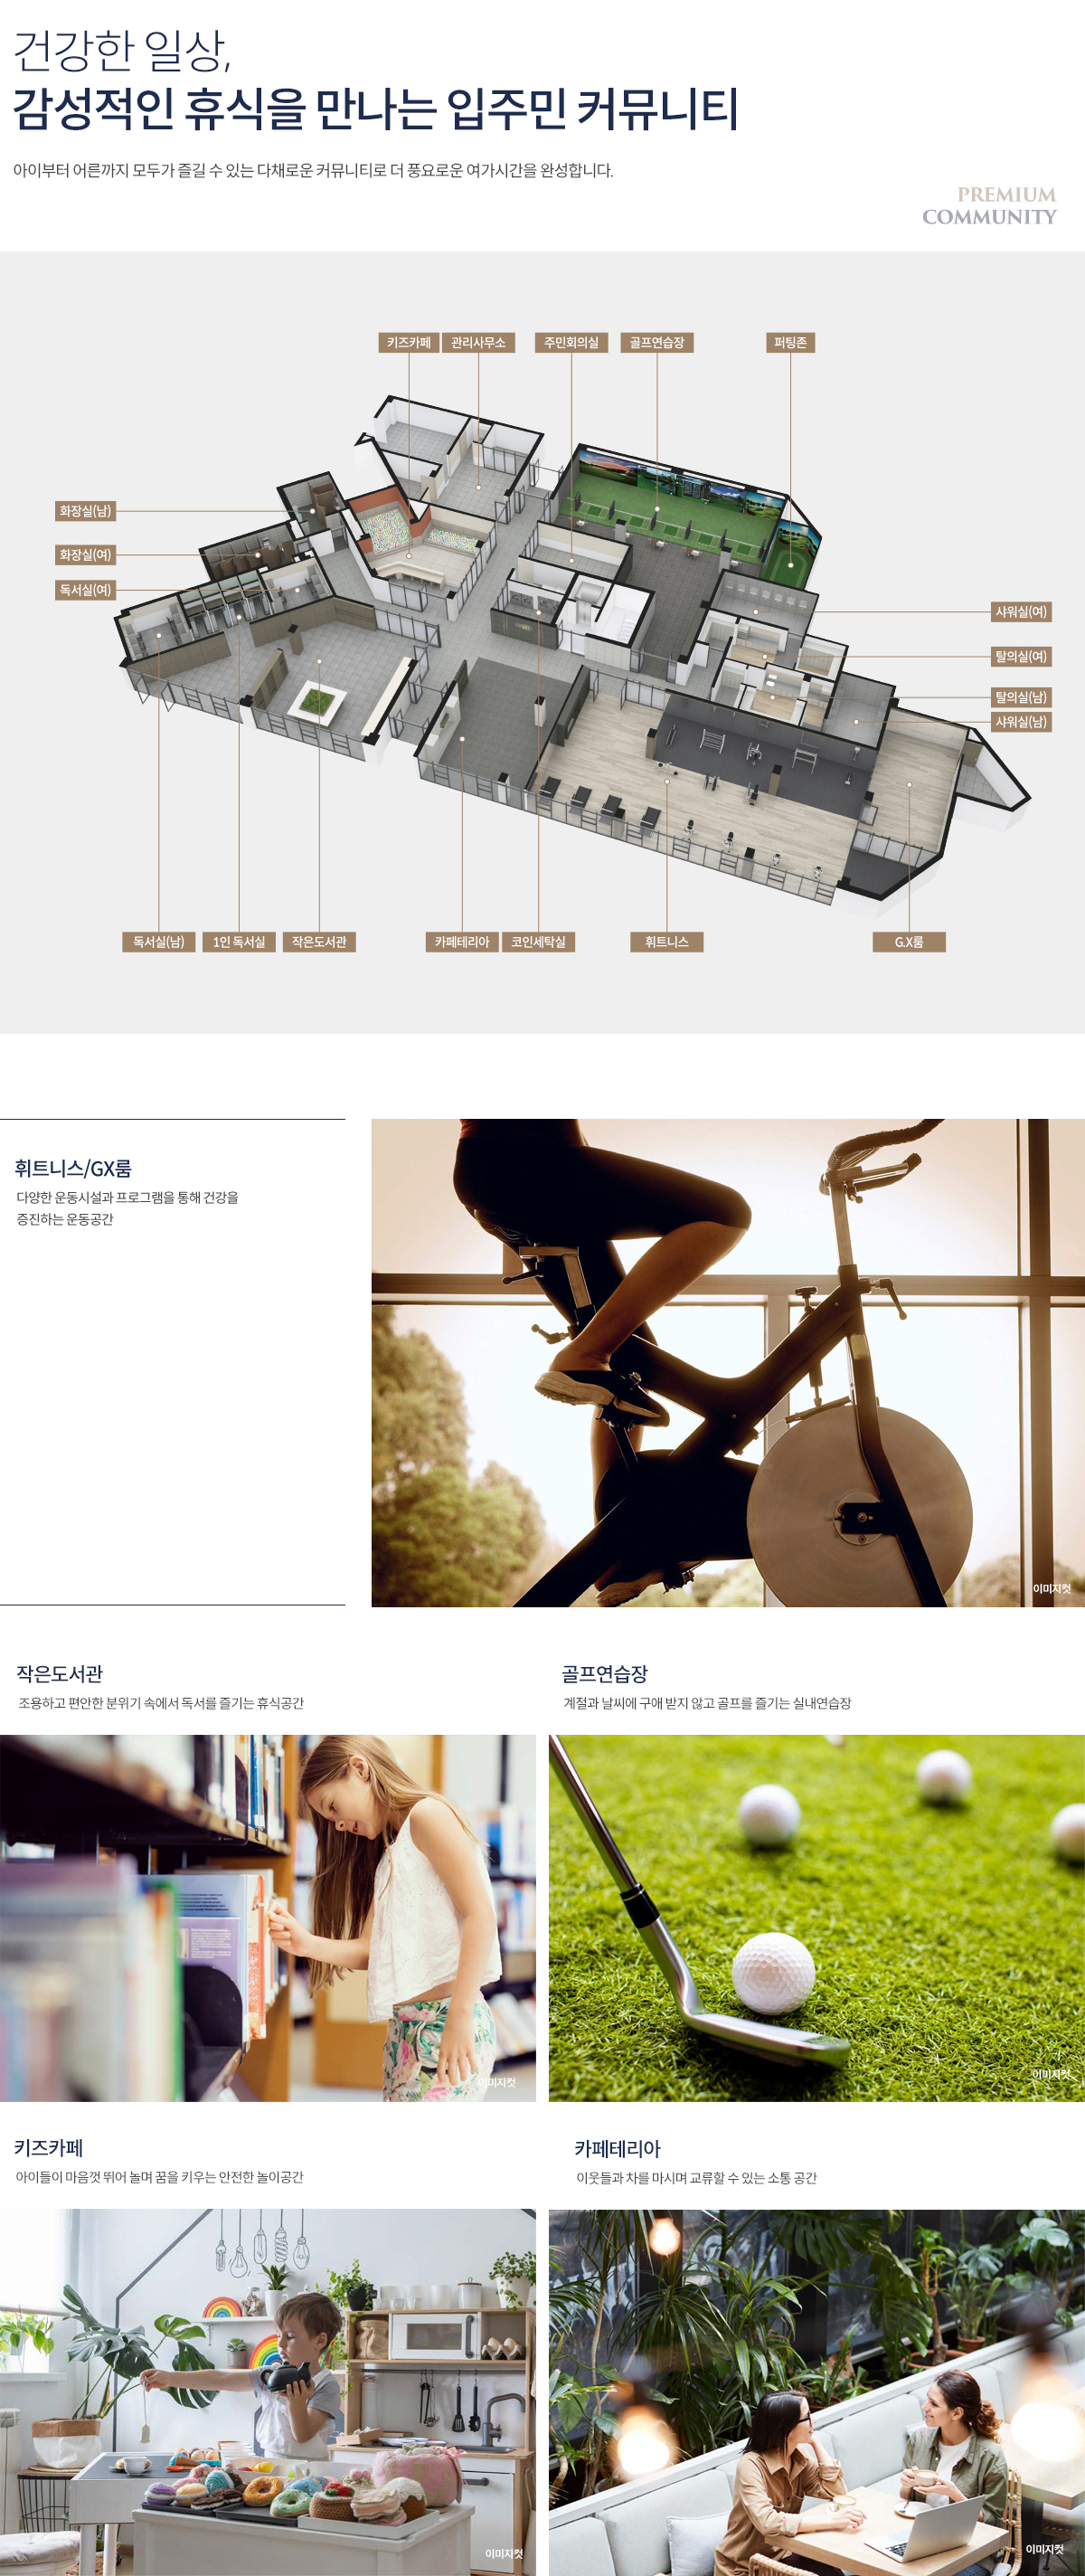 건강한 일상,
감성적인 휴식을 만나는 입주민 커뮤니티
아이부터 어른까지 모두가 즐길 수 있는 다채로운 커뮤니티로 더 풍요로운 여가시간을 완성합니다.
PREMIUM
COMMUNITY
키즈카페 관리사무소 주민회의실 골프연습장 퍼팅존
화장실(남)
화장실(여)
독서실(여)
샤워실(여)
탈의실(여)
탈의실(남)
샤워실(남)
독서실(남) 1인 독서실 작은도서관 카페테리아 코인세탁실 휘트니스 G.X룸
휘트니스/GX룸
다양한 운동시설과 프로그램을 통해 건강을
증진하는 운동공간
이미지컷
작은도서관
조용하고 편안한 분위기 속에서 독서를 즐기는 휴식공간
이미지컷
골프연습장
계절과 날씨에 구애 받지 않고 골프를 즐기는 실내연습장
이미지컷
키즈카페
아이들이 마음껏 뛰어 놀며 꿈을 키우는 안전한 놀이공간
이미지컷
카페테리아
이웃들과 차를 마시며 교류할 수 있는 소통 공간
이미지컷